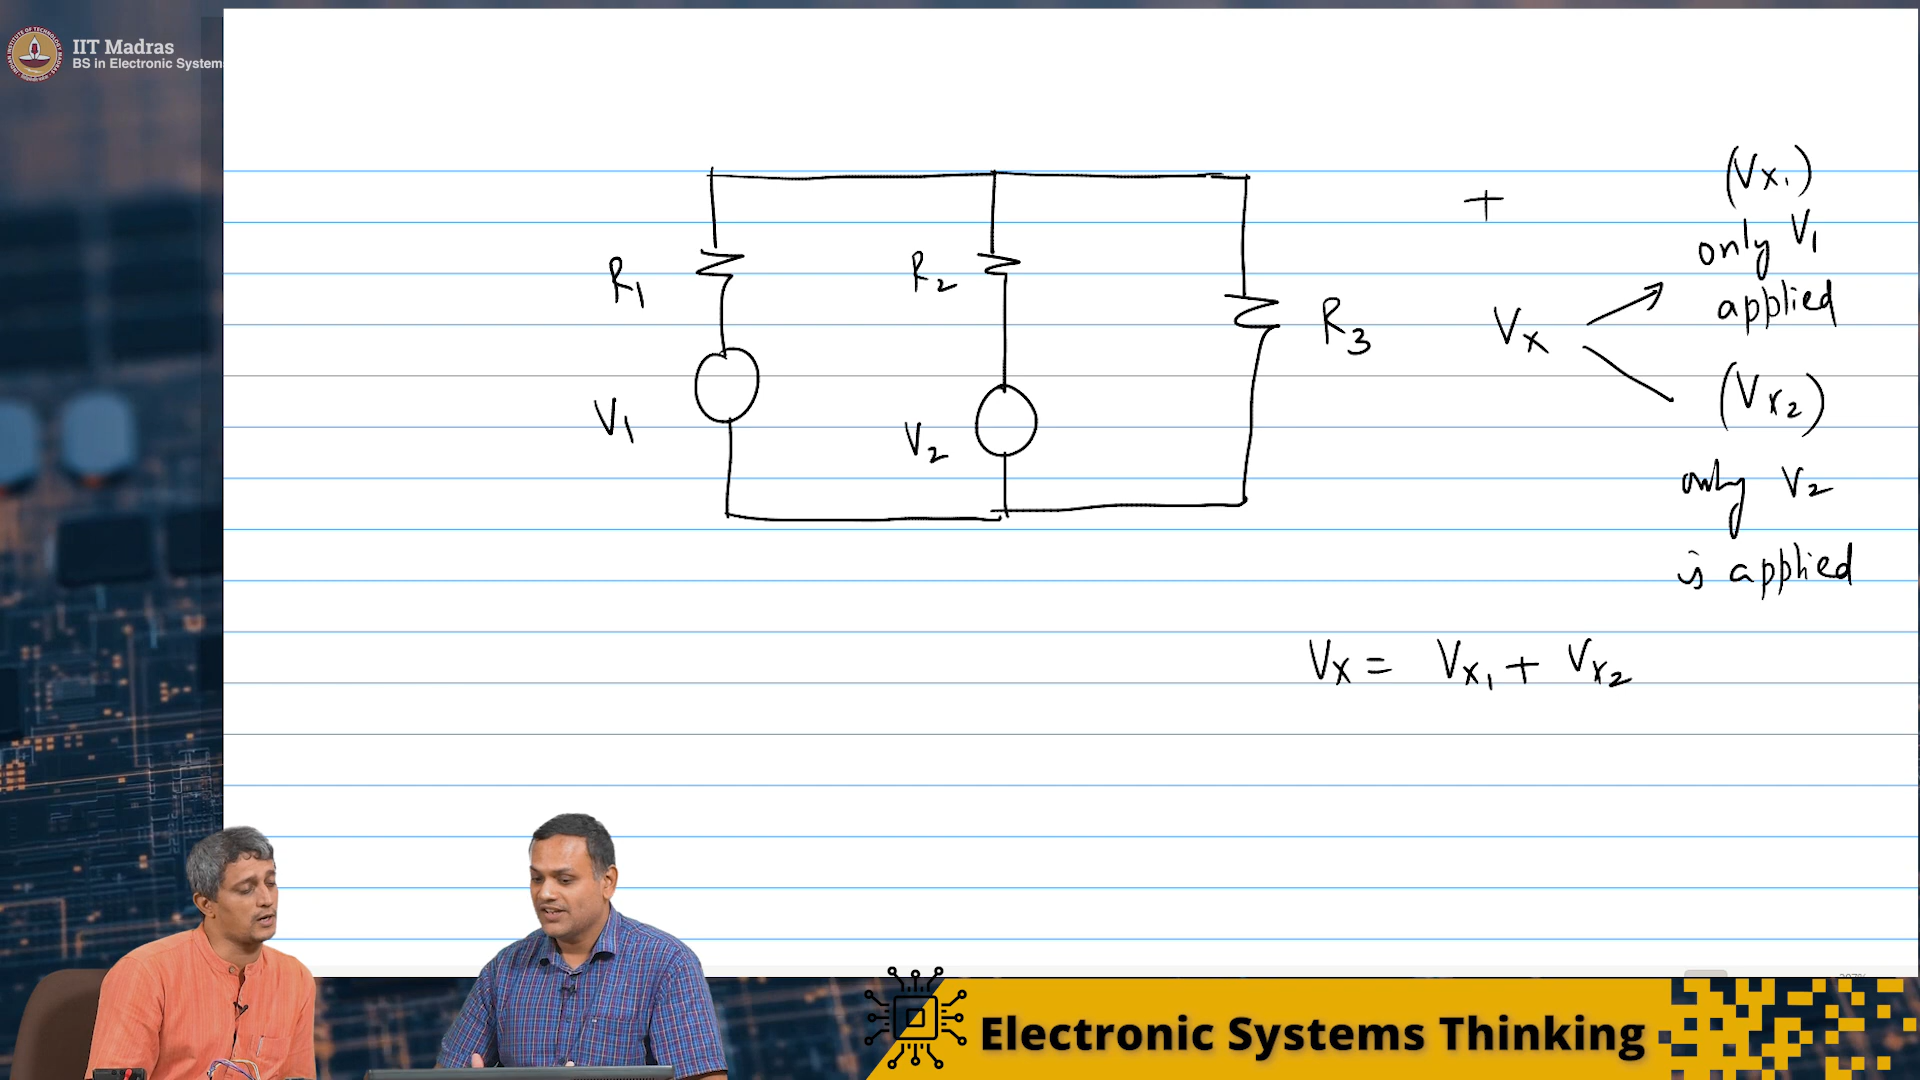 IIT Madras
BS in Electronic System
R1
R2
R3
V1
V2
+
Vx
(Vx1)
only V1
applied
(Vx2)
only V2
is applied
Vx = Vx1 + Vx2
Electronic Systems Thinking